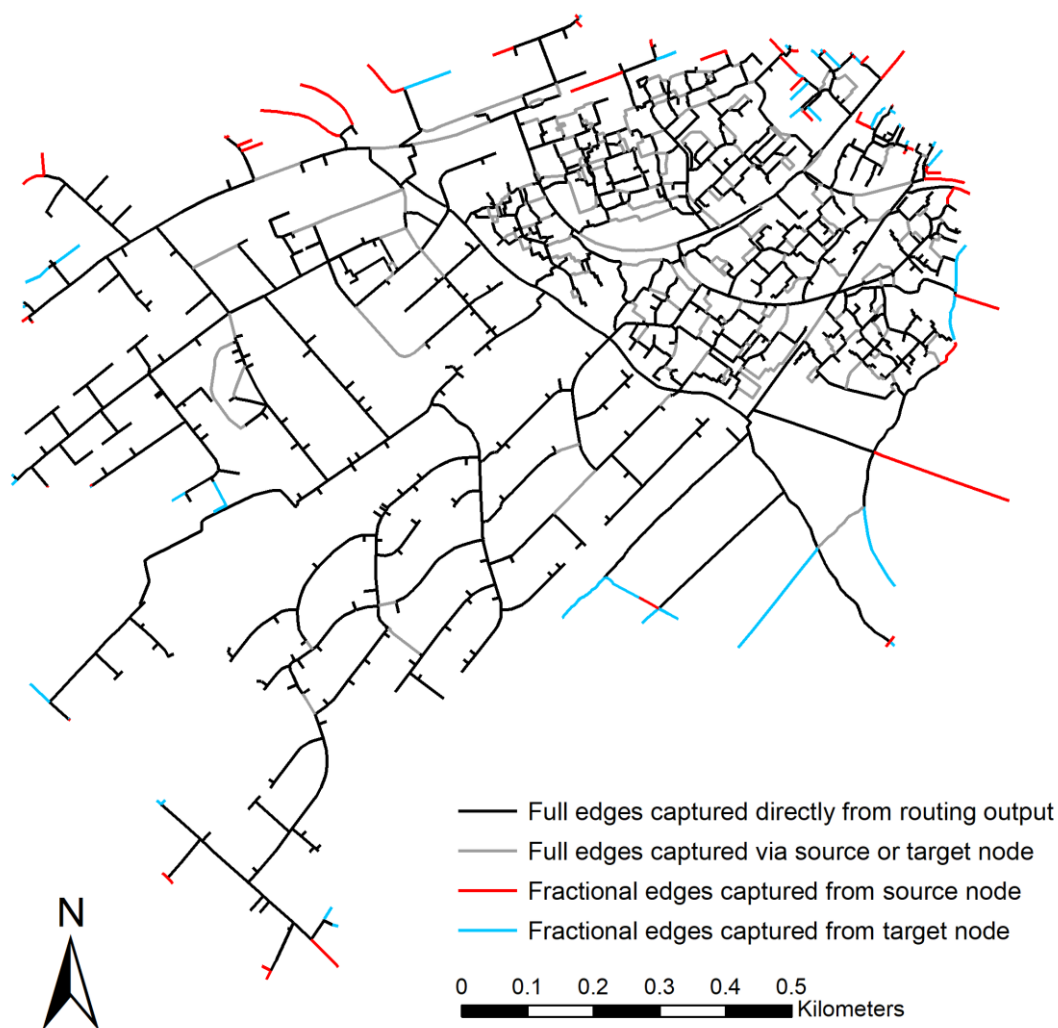 Full edges captured directly from routing output
Full edges captured via source or target node
Fractional edges captured from source node
Fractional edges captured from target node
N
0 0.1 0.2 0.3 0.4 0.5
Kilometers